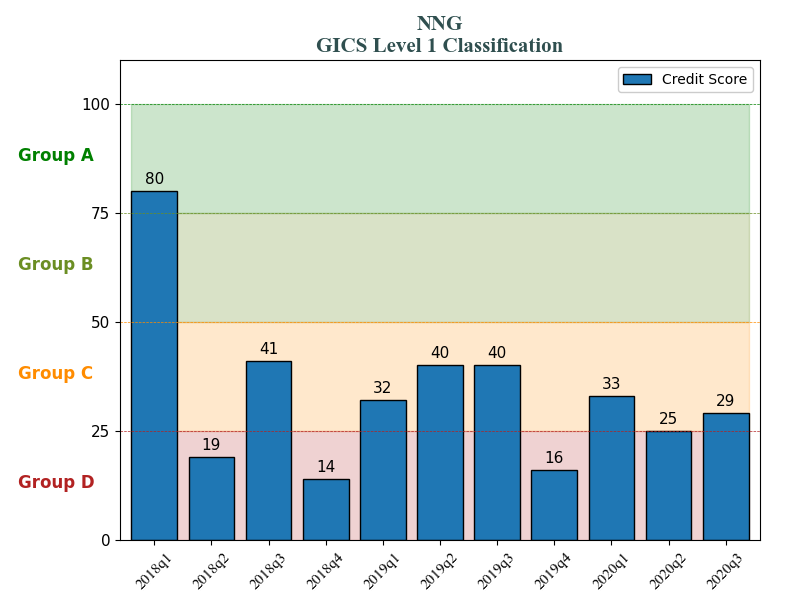 NNG
GICS Level 1 Classification
Credit Score
100
Group A
80
75
Group B
50
41
40
40
Group C
32
33
29
25
25
19
14
16
Group D
0
2018q1
2018q2
2018q3
2018q4
2019q1
2019q2
2019q3
2019q4
2020q1
2020q2
2020q3